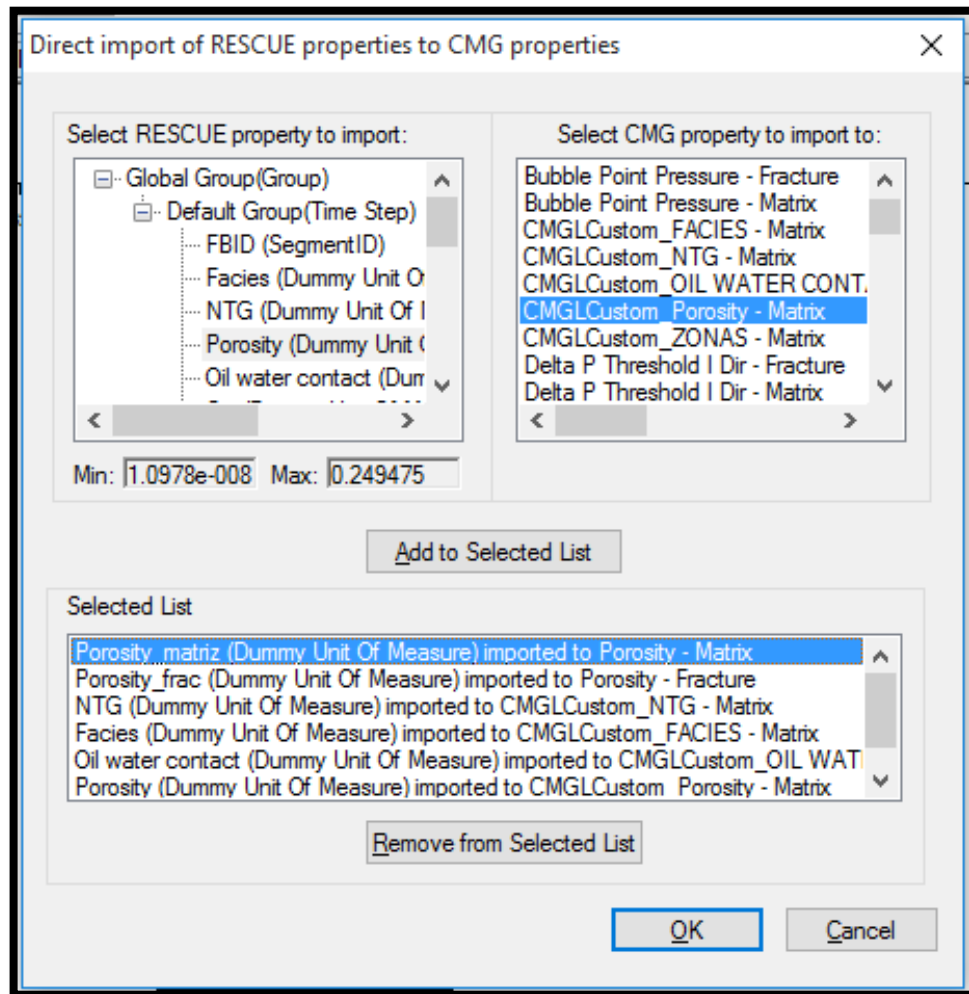 Direct import of RESCUE properties to CMG properties
Select RESCUE property to import:
Global Group(Group)
Default Group(Time Step)
FBID (SegmentID)
Facies (Dummy Unit O
NTG (Dummy Unit Of
Porosity (Dummy Unit
Oil water contact (Dum
Min: 1.0978e-008 Max: 0.249475
Select CMG property to import to:
Bubble Point Pressure - Fracture
Bubble Point Pressure - Matrix
CMGLCustom_FACIES - Matrix
CMGLCustom_NTG - Matrix
CMGLCustom_OIL WATER CONT.
CMGLCustom_Porosity - Matrix
CMGLCustom_ZONAS - Matrix
Delta P Threshold I Dir - Fracture
Delta P Threshold I Dir - Matrix
Add to Selected List
Selected List
Porosity_matriz (Dummy Unit Of Measure) imported to Porosity - Matrix
Porosity_frac (Dummy Unit Of Measure) imported to Porosity - Fracture
NTG (Dummy Unit Of Measure) imported to CMGLCustom_NTG - Matrix
Facies (Dummy Unit Of Measure) imported to CMGLCustom_FACIES - Matrix
Oil water contact (Dummy Unit Of Measure) imported to CMGLCustom_OIL WAT
Porosity (Dummy Unit Of Measure) imported to CMGLCustom_Porosity - Matrix
Remove from Selected List
OK
Cancel